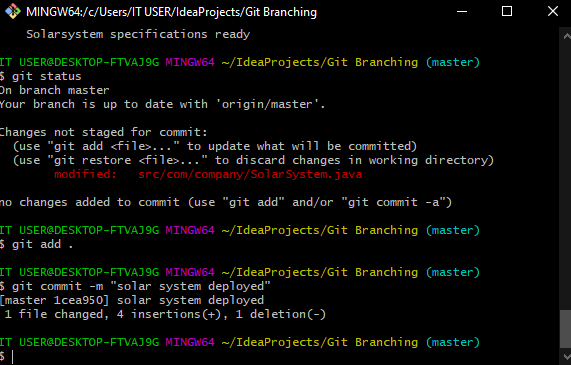 MINGW64:/c/Users/IT USER/IdeaProjects/Git Branching
Solarsystem specifications ready
IT USER@DESKTOP-FTVAJ9G MINGW64 ~/IdeaProjects/Git Branching (master)
$ git status
On branch master
Your branch is up to date with 'origin/master'.
Changes not staged for commit:
(use "git add <file>..." to update what will be committed)
(use "git restore <file>..." to discard changes in working directory)
modified: src/com/company/SolarSystem.java
no changes added to commit (use "git add" and/or "git commit -a")
IT USER@DESKTOP-FTVAJ9G MINGW64 ~/IdeaProjects/Git Branching (master)
$ git add .
IT USER@DESKTOP-FTVAJ9G MINGW64 ~/IdeaProjects/Git Branching (master)
$ git commit -m "solar system deployed"
[master 1cea950] solar system deployed
1 file changed, 4 insertions(+), 1 deletion(-)
IT USER@DESKTOP-FTVAJ9G MINGW64 ~/IdeaProjects/Git Branching (master)
$